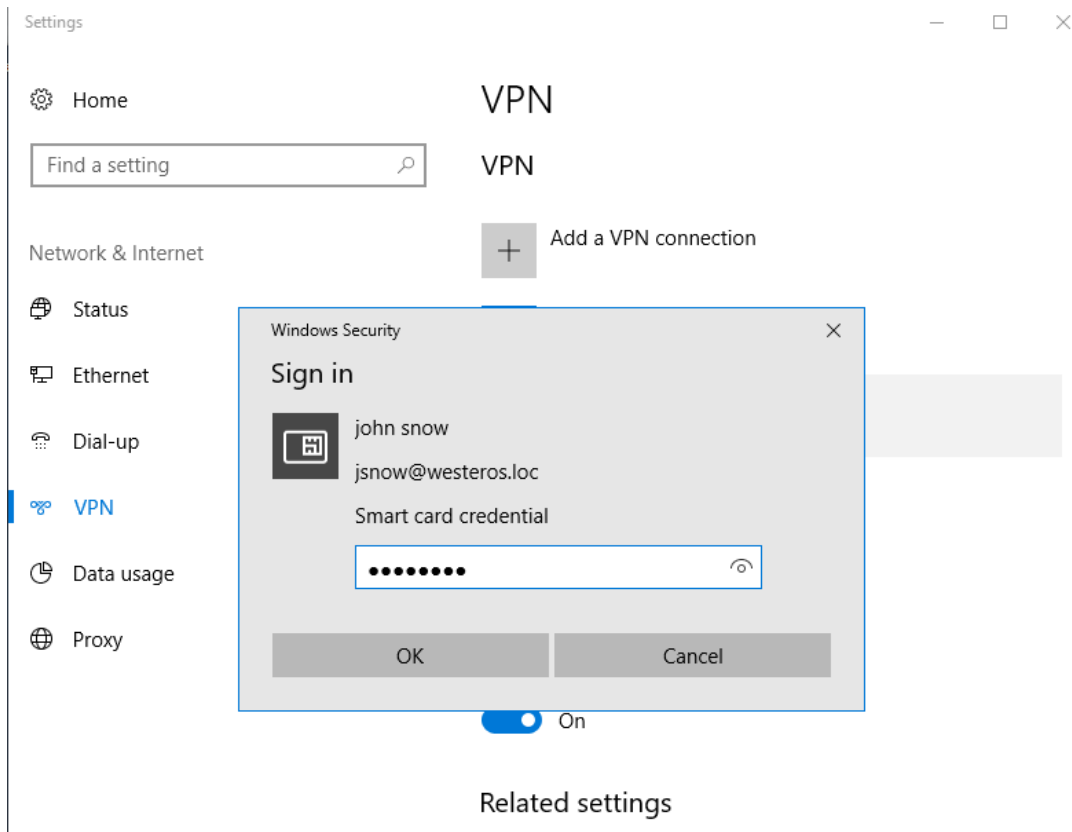 Settings
Home
Find a setting
Network & Internet
Status
Ethernet
Dial-up
VPN
Data usage
Proxy
VPN
VPN
Add a VPN connection
Windows Security
Sign in
john snow
jsnow@westeros.loc
Smart card credential
●●●●●●●●
OK
Cancel
On
Related settings